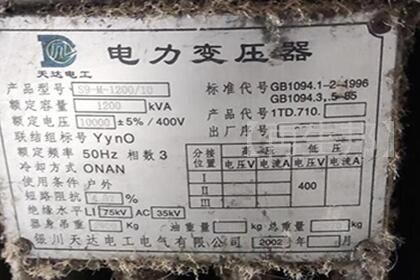 电力变压器
天达电工
产品型号 S9-M-1200/10 标准代号 GB1094.1-2-1996
GB1094.3.5-85
额定容量 1200 kVA 产品代号 1TD.710.
额定电压 10000 ±5% / 400V 出厂序号
联结组标号 YynO
额定频率 50Hz 相数 3
冷却方式 ONAN
使用条件 户外
短路阻抗 %
绝缘水平 LI 75kV AC 35kV
分接位置 高压 低压
电压V 电流A 电压V 电流A
I
II 400
III
器身吊重 油重量
银川天达电工电气有限公司 2002 年 月